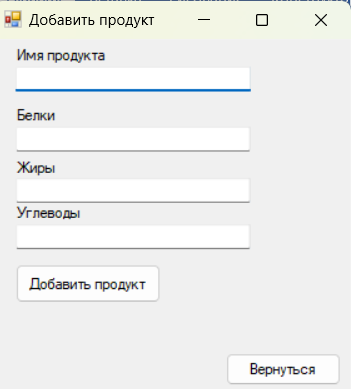 Добавить продукт
Имя продукта
Белки
Жиры
Углеводы
Добавить продукт
Вернуться